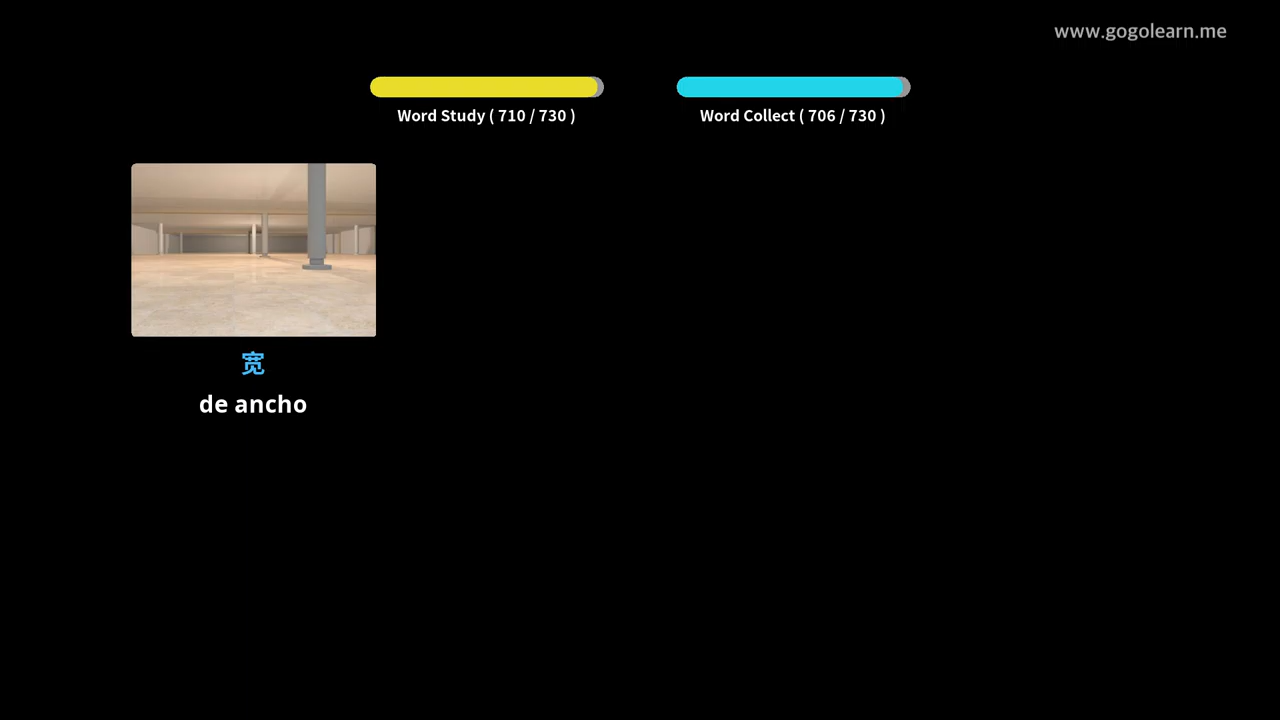 www.gogolearn.me
Word Study ( 710 / 730 )
Word Collect ( 706 / 730 )
宽
de ancho